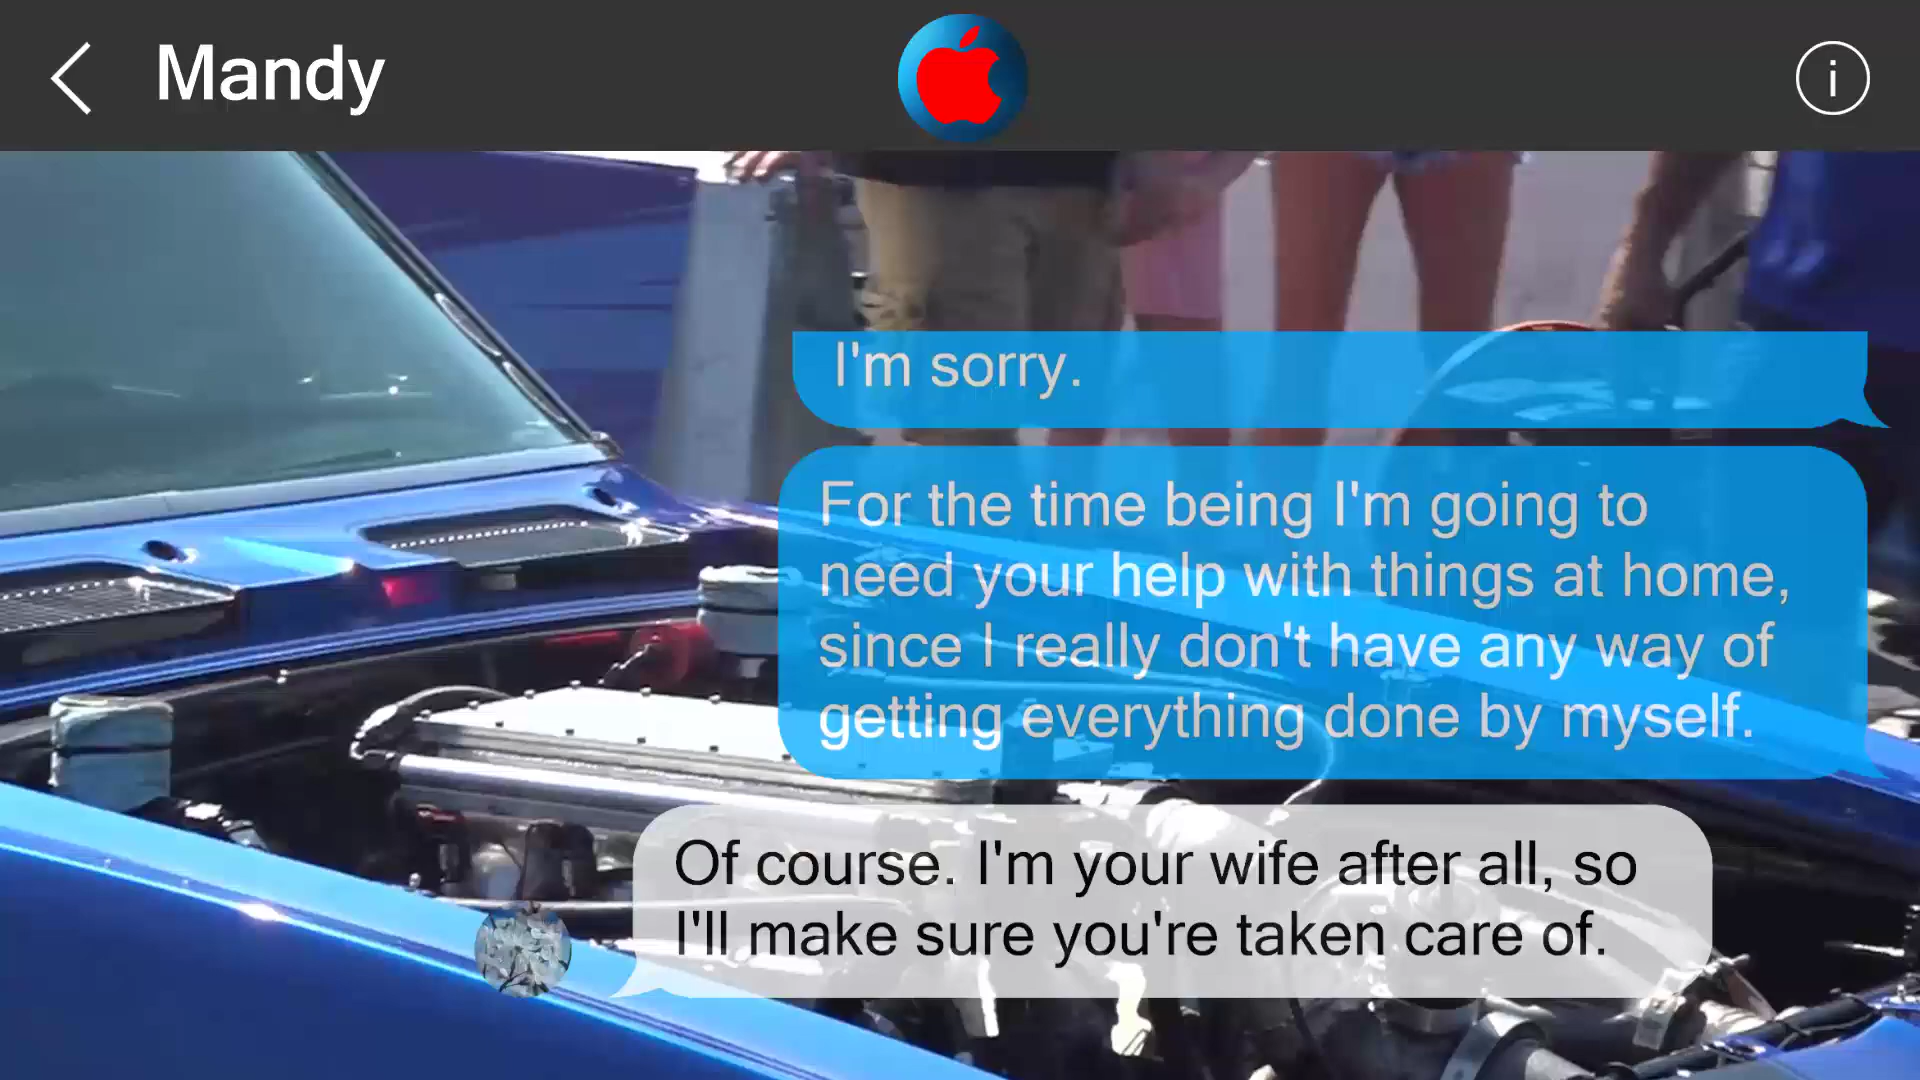 Mandy
I'm sorry.
For the time being I'm going to
need your help with things at home,
since I really don't have any way of
getting everything done by myself.
Of course. I'm your wife after all, so
I'll make sure you're taken care of.